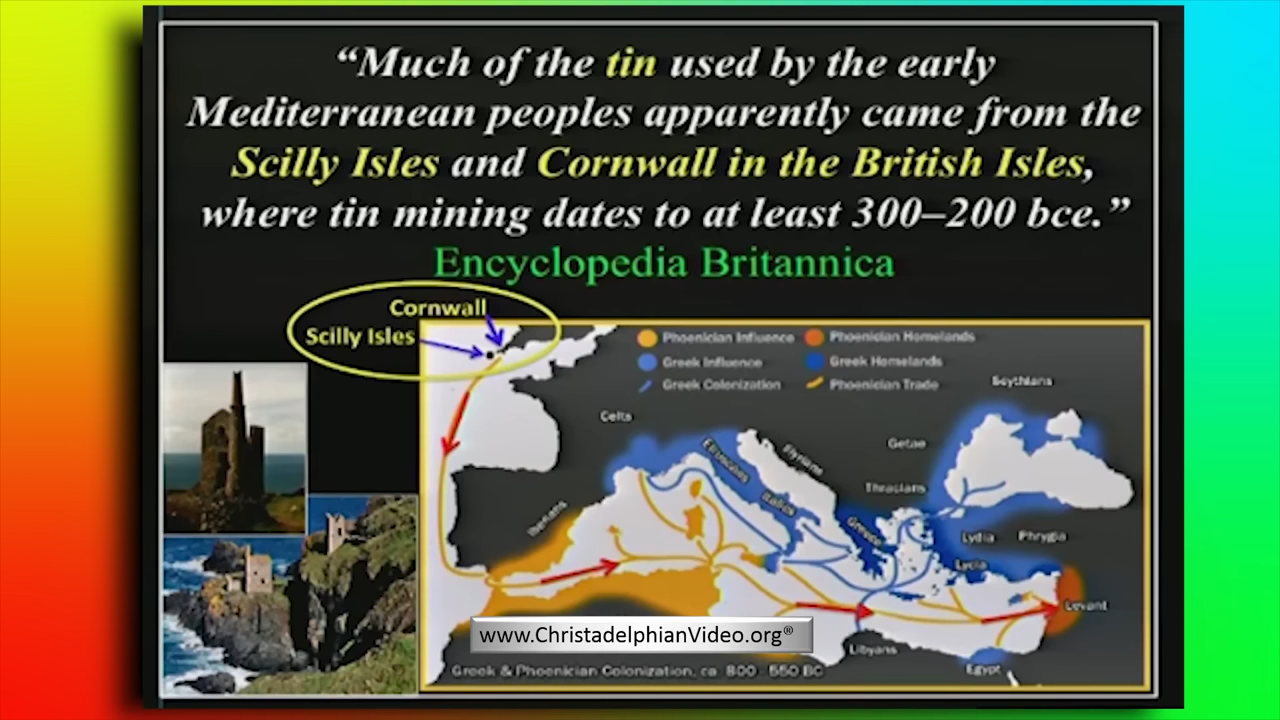 “Much of the tin used by the early
Mediterranean peoples apparently came from the
Scilly Isles and Cornwall in the British Isles,
where tin mining dates to at least 300–200 bce.”
Encyclopedia Britannica
Cornwall
Scilly Isles
Phoenician Influence
Phoenician Homelands
Greek Influence
Greek Homelands
Greek Colonization
Phoenician Trade
Scythians
Celts
Getae
Etruscans
Illyrians
Thracians
Italics
Iberians
Greece
Lydia
Phrygia
Lycia
Levant
www.ChristadelphianVideo.org®
Libyans
Greek & Phoenician Colonization, ca 800 550 BC
Egypt